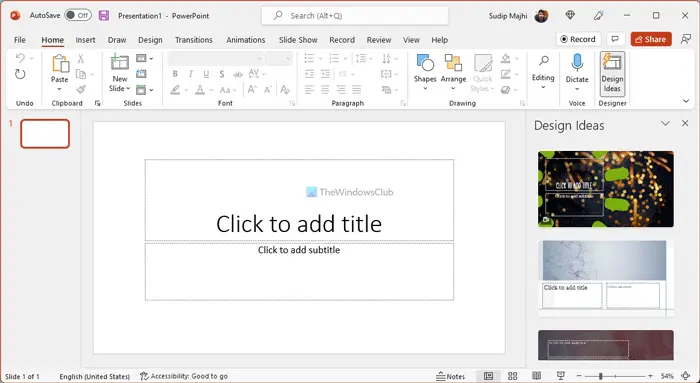 AutoSave Off Presentation1 - PowerPoint Search (Alt+Q) Sudip Majhi
File Home Insert Draw Design Transitions Animations Slide Show Record Review View Help Record Share
Paste New Slide Shapes Arrange Quick Styles Editing Dictate Design Ideas
Undo Clipboard Slides Font Paragraph Drawing Voice Designer
1
Design Ideas
TheWindowsClub
Click to add title
Click to add subtitle
CLICK TO ADD TITLE
Click to add title
Slide 1 of 1 English (United States) Accessibility: Good to go Notes 54%